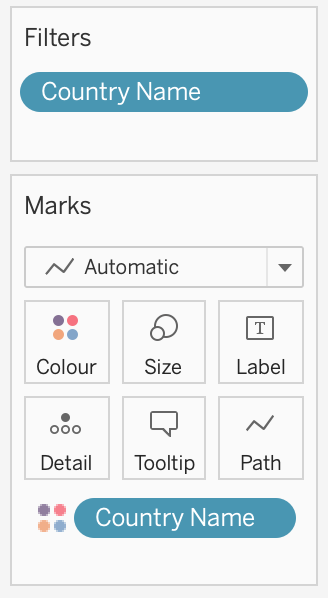 Filters
Country Name
Marks
Automatic
Colour
Size
T
Label
Detail
Tooltip
Path
Country Name